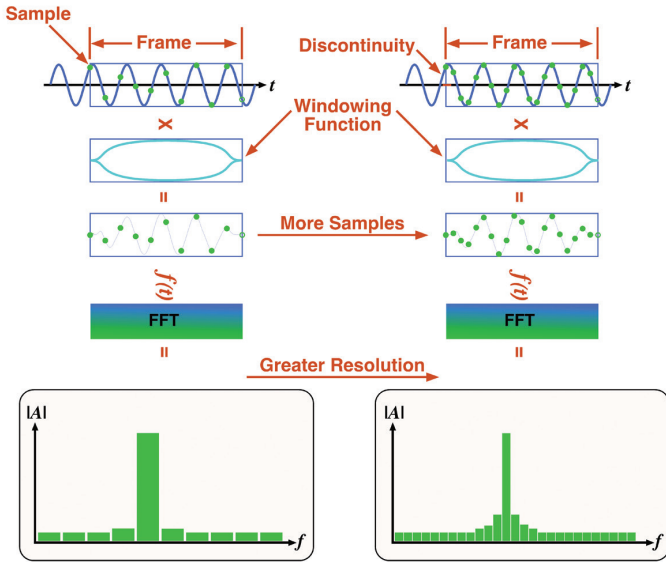 Sample
Frame
t
Discontinuity
Frame
t
X
Windowing
Function
X
=
=
More Samples
f(t)
f(t)
FFT
FFT
=
=
Greater Resolution
|A|
f
|A|
f